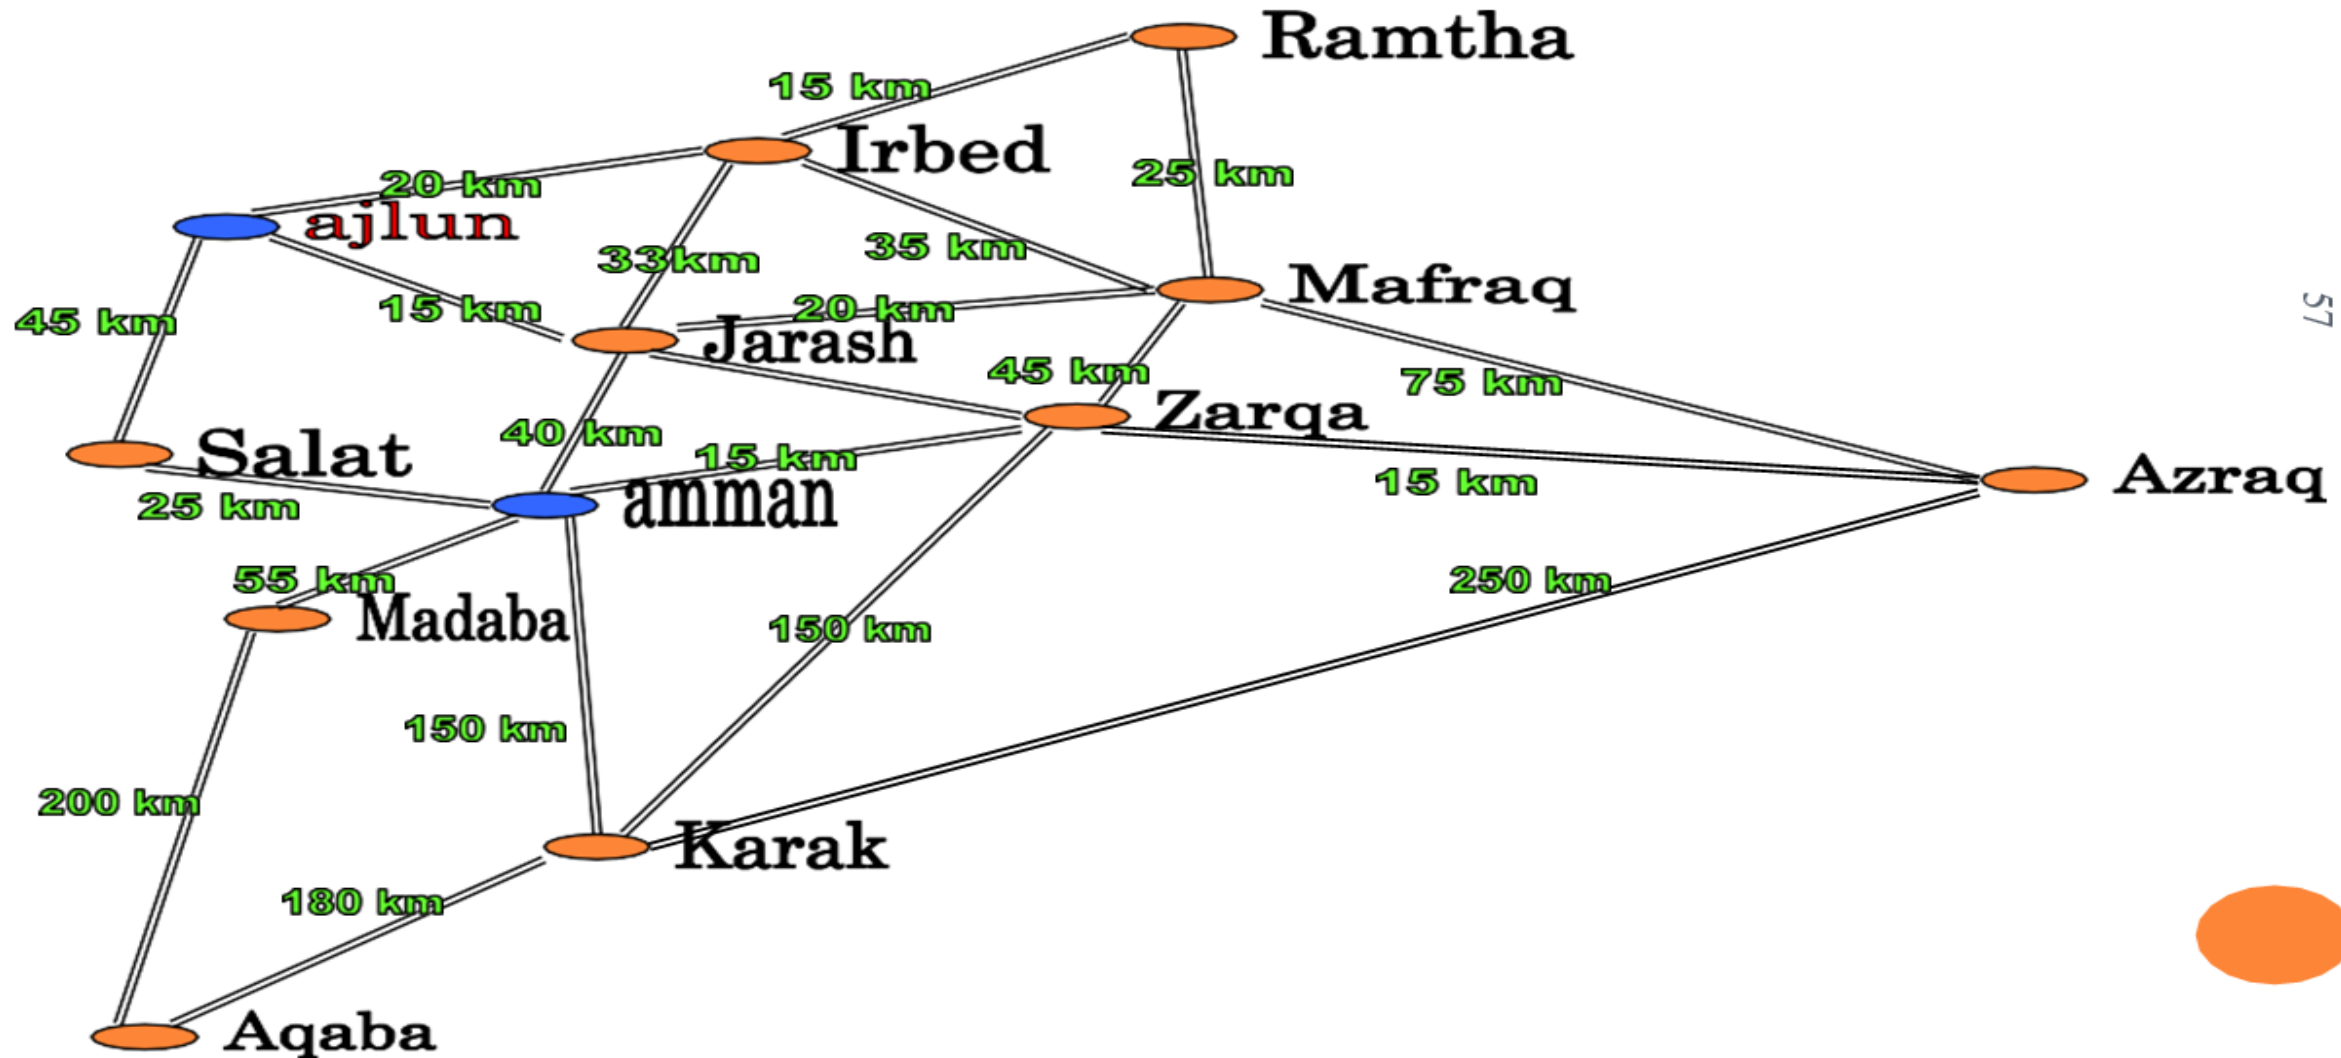 Ramtha
15 km
Irbed
25 km
20 km
ajlun
33km
35 km
Mafraq
45 km
15 km
20 km
Jarash
45 km
75 km
Zarqa
40 km
15 km
Salat
25 km
amman
15 km
Azraq
55 km
Madaba
150 km
250 km
150 km
200 km
Karak
180 km
Aqaba
57